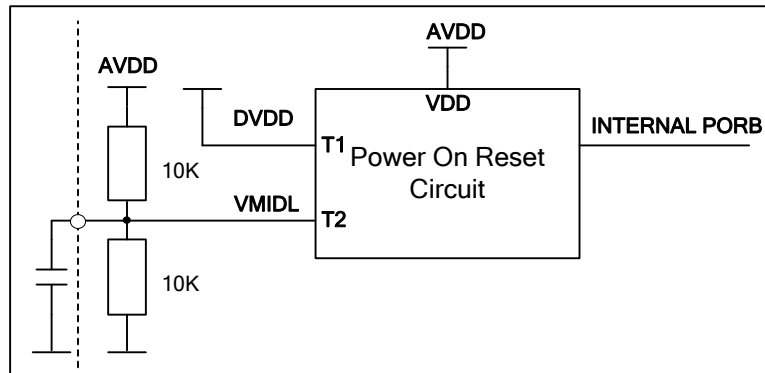 AVDD
AVDD
VDD
DVDD
T1
INTERNAL PORB
Power On Reset
Circuit
10K
VMIDL
T2
10K